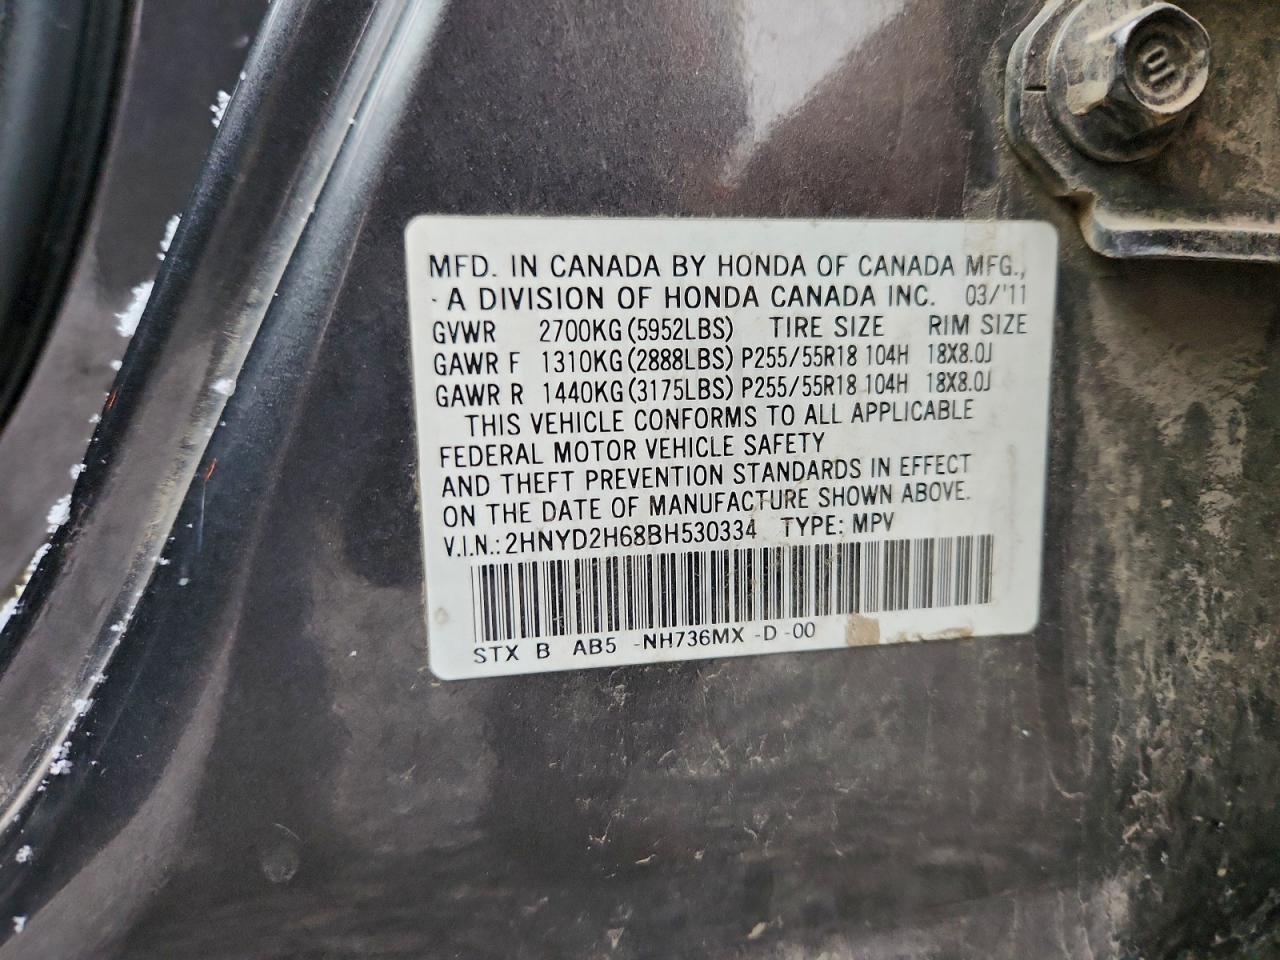 MFD. IN CANADA BY HONDA OF CANADA MFG.,
A DIVISION OF HONDA CANADA INC. 03/'11
GVWR 2700KG (5952LBS) TIRE SIZE RIM SIZE
GAWR F 1310KG (2888LBS) P255/55R18 104H 18X8.0J
GAWR R 1440KG (3175LBS) P255/55R18 104H 18X8.0J
THIS VEHICLE CONFORMS TO ALL APPLICABLE
FEDERAL MOTOR VEHICLE SAFETY
AND THEFT PREVENTION STANDARDS IN EFFECT
ON THE DATE OF MANUFACTURE SHOWN ABOVE.
V.I.N.: 2HNYD2H68BH530334 TYPE: MPV
STX B AB5 -NH736MX -D -00